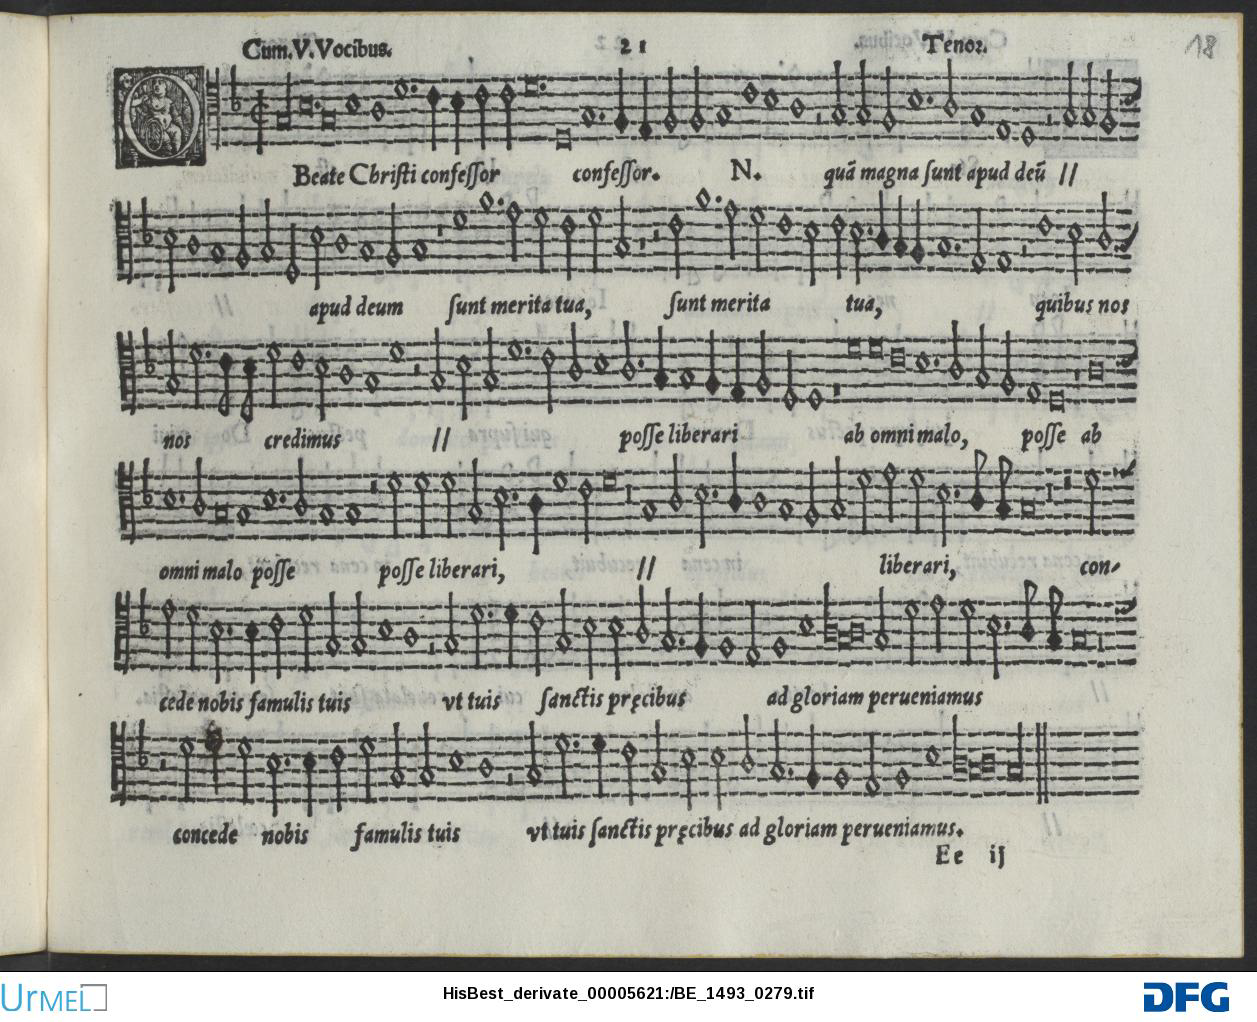 Cum.V.Vocibus. 21 Tenor. 18
O Beate Christi confessor confessor. N. quā magna sunt apud deū //
// apud deum sunt merita tua, sunt merita tua, quibus nos
nos credimus // posse liberari ab omni malo, posse ab
omni malo posse posse liberari, // liberari, con-
cede nobis famulis tuis vt tuis sanctis pręcibus ad gloriam perueniamus
concede nobis famulis tuis vt tuis sanctis pręcibus ad gloriam perueniamus.
Ee ij
URMEL HisBest_derivate_00005621:/BE_1493_0279.tif DFG